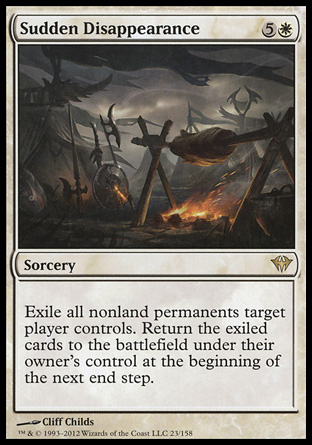 Sudden Disappearance 5
Sorcery
Exile all nonland permanents target
player controls. Return the exiled
cards to the battlefield under their
owner's control at the beginning of
the next end step.
Cliff Childs
™ & © 1993–2012 Wizards of the Coast LLC 23/158